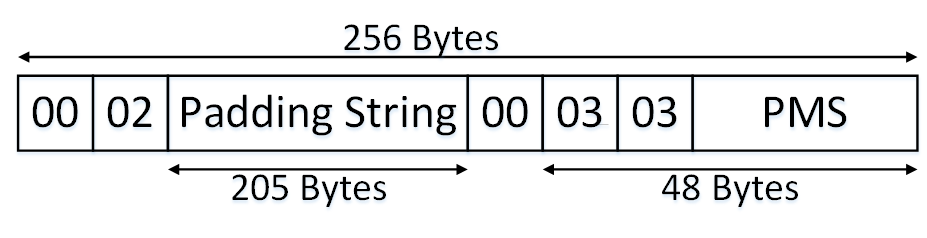 256 Bytes
00 02 Padding String 00 03 03 PMS
205 Bytes 48 Bytes